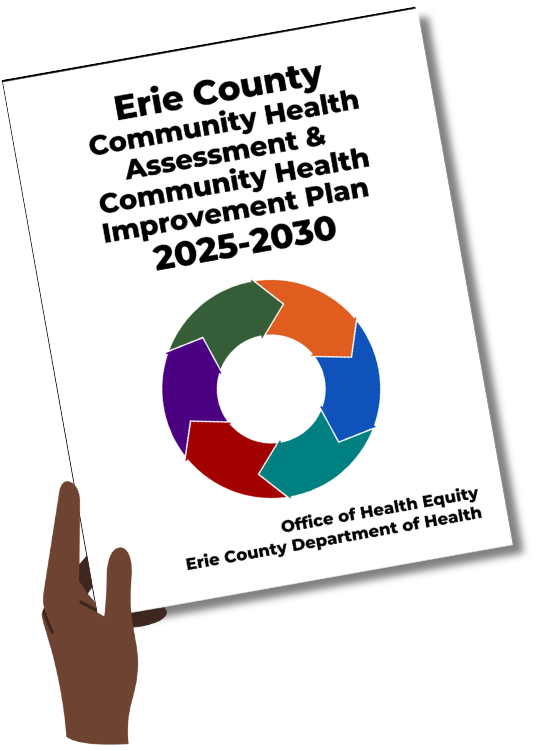 Erie County
Community Health
Assessment &
Community Health
Improvement Plan
2025-2030
Office of Health Equity
Erie County Department of Health